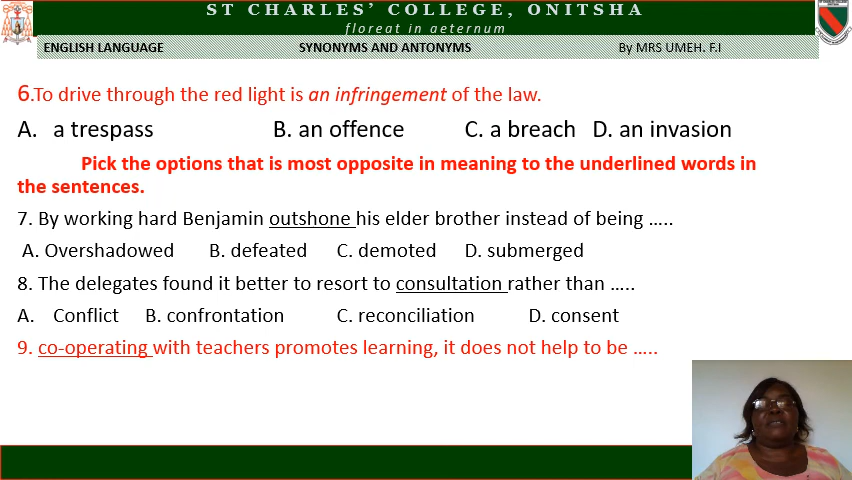 ST CHARLES' COLLEGE, ONITSHA
floreat in aeternum
ENGLISH LANGUAGE SYNONYMS AND ANTONYMS By MRS UMEH. F.I
6.To drive through the red light is an infringement of the law.
A. a trespass B. an offence C. a breach D. an invasion
Pick the options that is most opposite in meaning to the underlined words in
the sentences.
7. By working hard Benjamin outshone his elder brother instead of being .....
A. Overshadowed B. defeated C. demoted D. submerged
8. The delegates found it better to resort to consultation rather than .....
A. Conflict B. confrontation C. reconciliation D. consent
9. co-operating with teachers promotes learning, it does not help to be .....